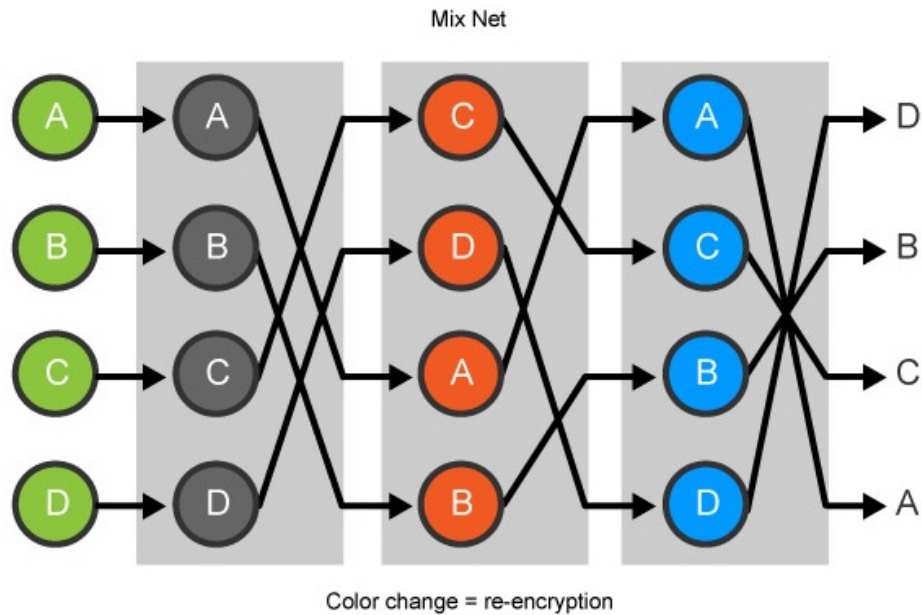 Mix Net
A A C A D
B B D C B
C C A B C
D D B D A
Color change = re-encryption